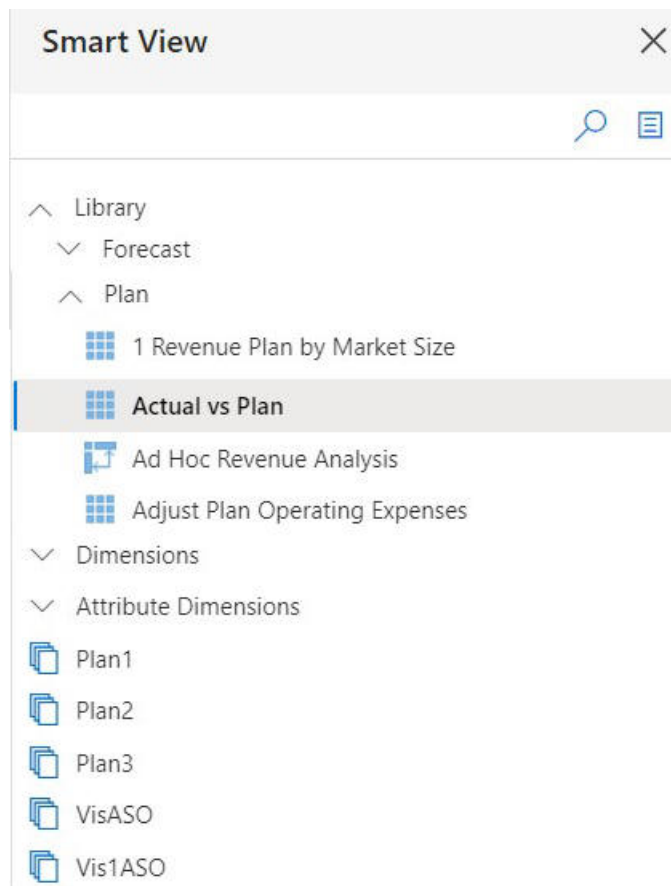 Smart View
Library
Forecast
Plan
1 Revenue Plan by Market Size
Actual vs Plan
Ad Hoc Revenue Analysis
Adjust Plan Operating Expenses
Dimensions
Attribute Dimensions
Plan1
Plan2
Plan3
VisASO
Vis1ASO